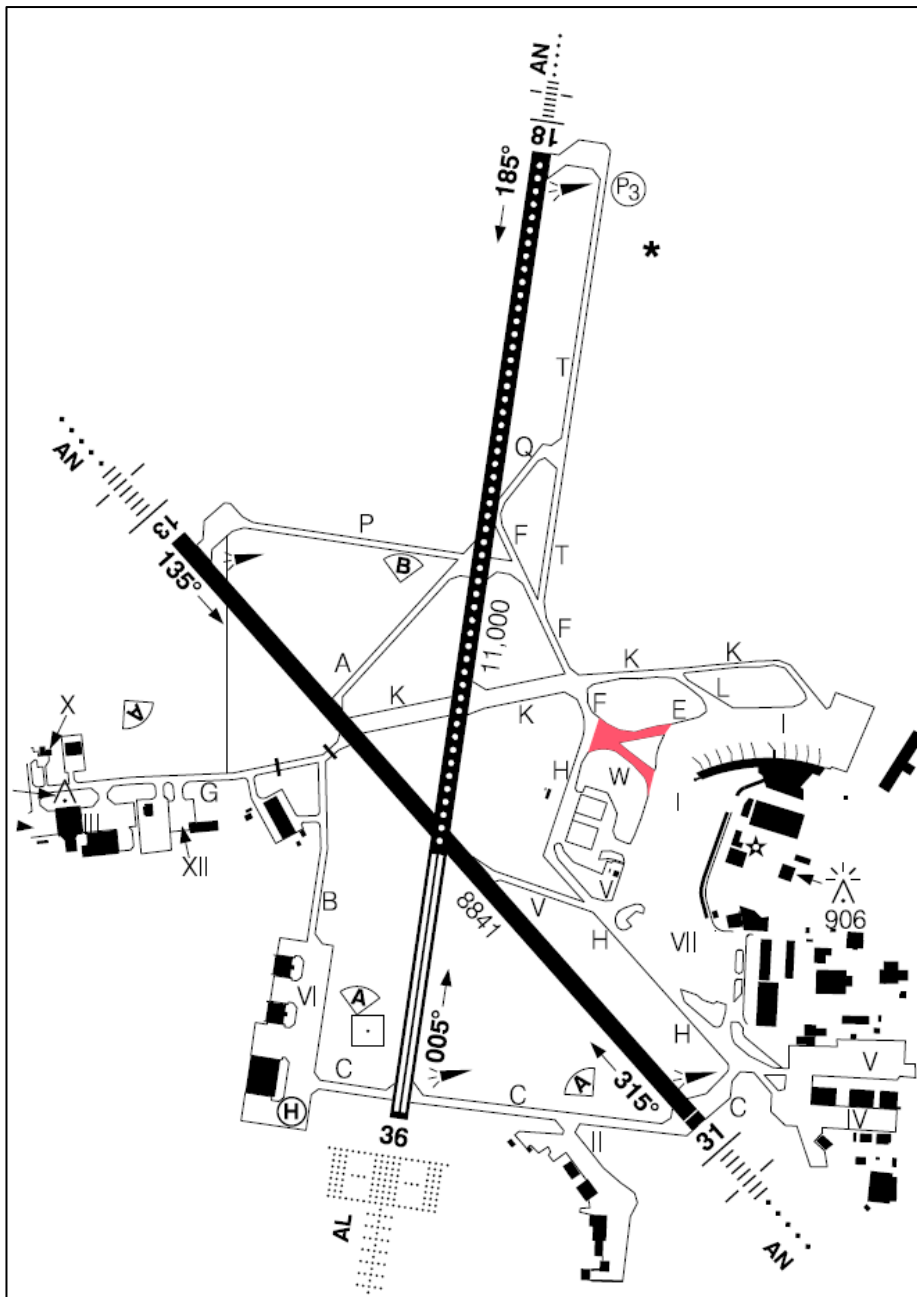 AN
18
185°
P3
*
T
Q
AN
13
135°
P
B
F
T
11,000
F
A
K
K
K
K
L
F
E
I
X
A
H
W
I
G
III
XII
8841
V
V
906
B
H
VII
VI
A
005°
H
V
C
A
315°
C
C
IV
H
36
II
31
AL
AN